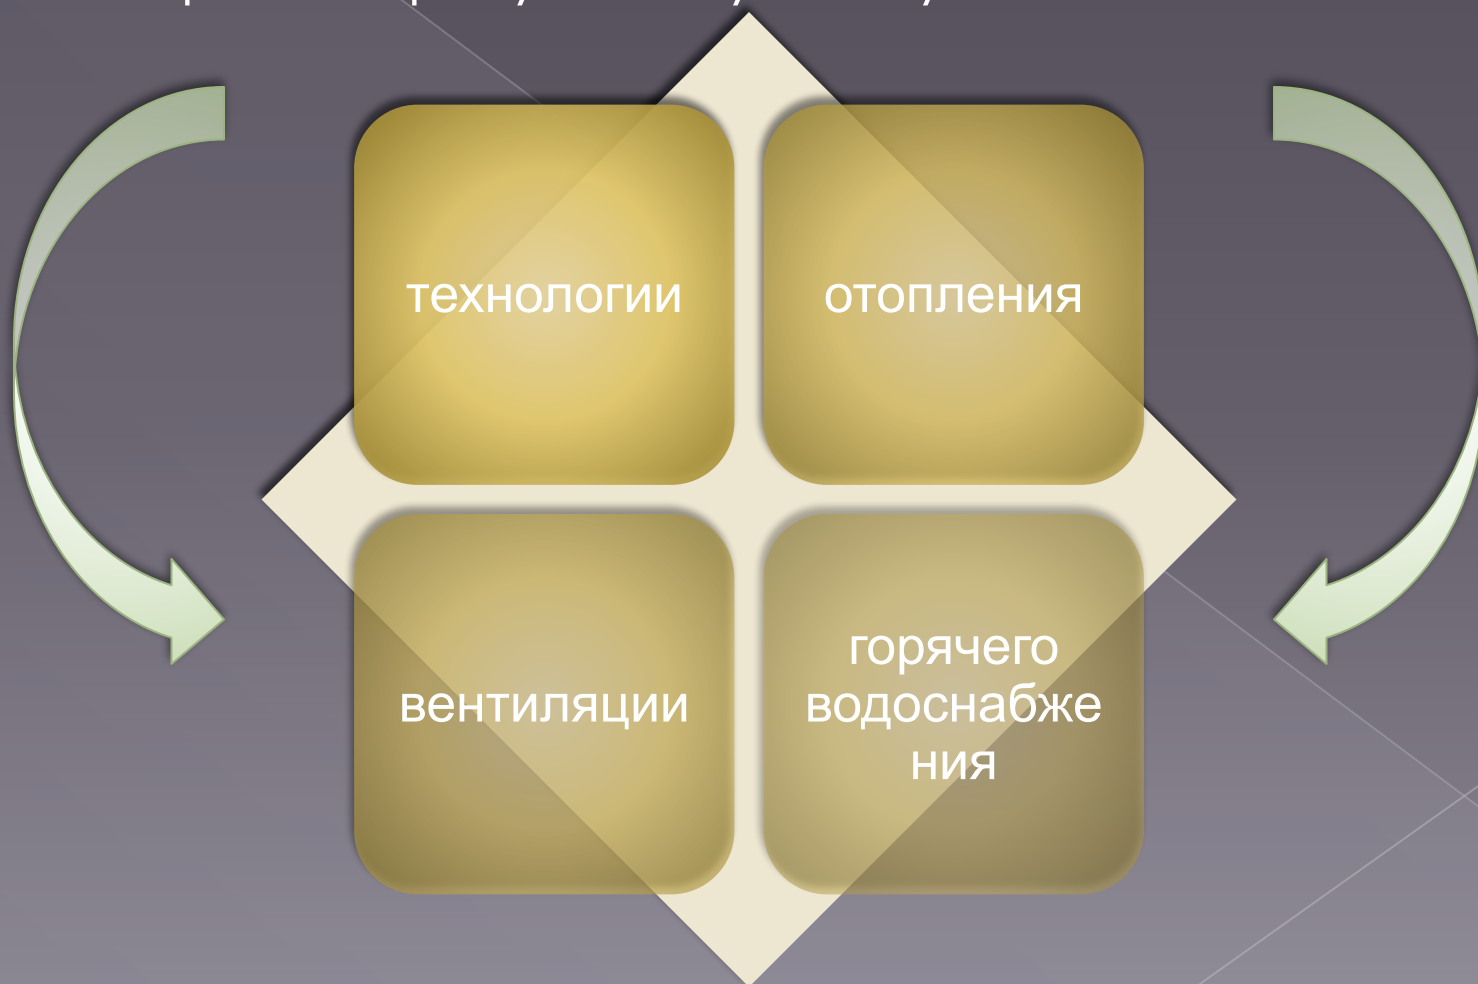 технологии
отопления
вентиляции
горячего
водоснабже
ния